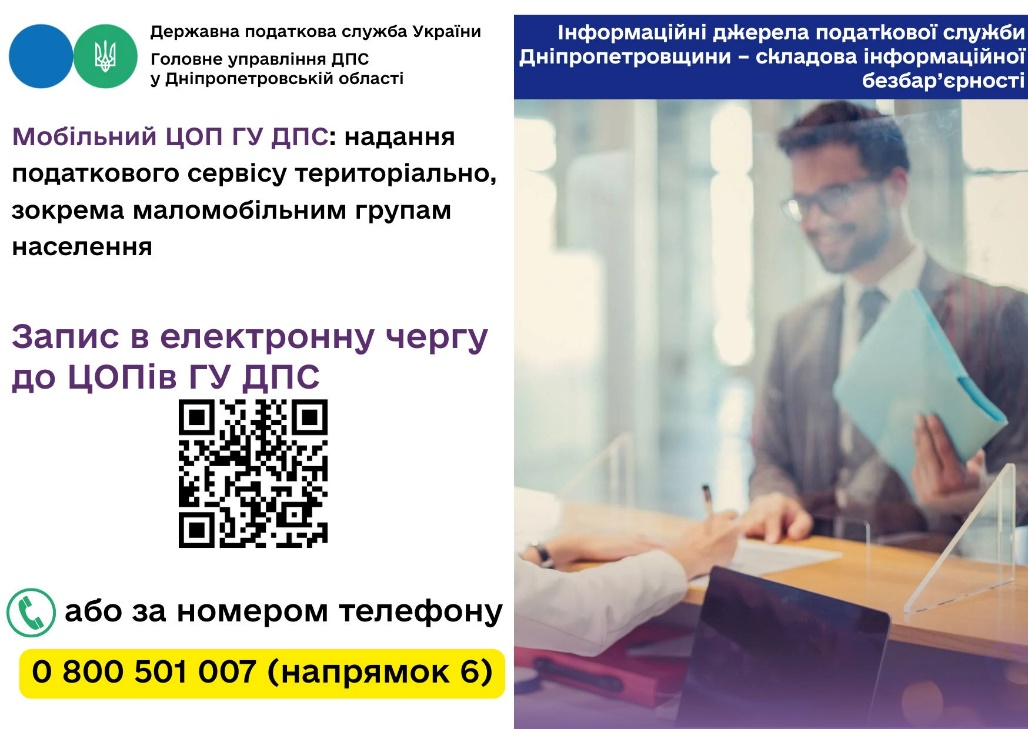 Державна податкова служба України
Головне управління ДПС
у Дніпропетровській області
Мобільний ЦОП ГУ ДПС: надання
податкового сервісу територіально,
зокрема маломобільним групам
населення
Запис в електронну чергу
до ЦОПів ГУ ДПС
або за номером телефону
0 800 501 007 (напрямок 6)
Інформаційні джерела податкової служби
Дніпропетровщини – складова інформаційної
безбар’єрності